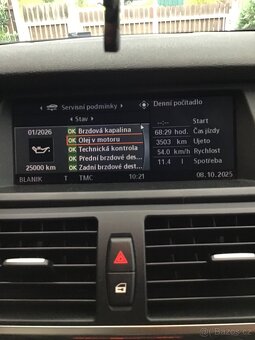 Servisní podmínky
Denní počítadlo
Stav
01/2026
OK Brzdová kapalina
OK Olej v motoru
OK Technická kontrola
OK Přední brzdové des...
OK Zadní brzdové dest...
25000 km
--:-- Start
68:29 hod. Čas jízdy
3503 km Ujeto
54.0 km/h Rychlost
11.4 l Spotřeba
BLANIK T TMC 10:21 08.10.2025